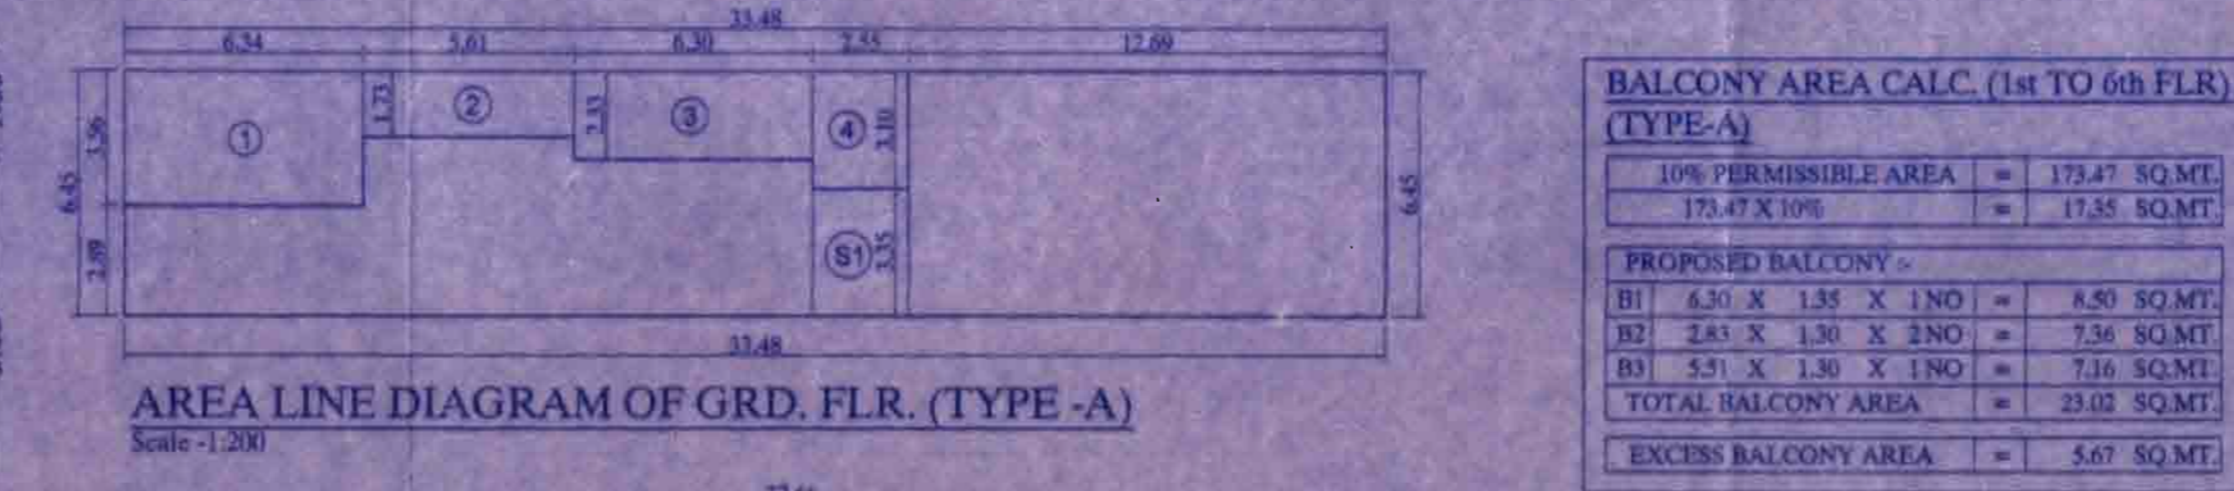 33.48
6.34 5.61 6.30 2.55 12.69
6.45
3.56
2.89
1
1.73
2
2.33
3
4
3.10
S1
3.35
6.45
33.48
AREA LINE DIAGRAM OF GRD. FLR. (TYPE -A)
Scale -1:200
BALCONY AREA CALC. (1st TO 6th FLR)
(TYPE-A)
10% PERMISSIBLE AREA = 173.47 SQ.MT.
173.47 X 10% = 17.35 SQ.MT.
PROPOSED BALCONY :-
B1 6.30 X 1.35 X 1 NO = 8.50 SQ.MT.
B2 2.83 X 1.30 X 2 NO = 7.36 SQ.MT.
B3 5.51 X 1.30 X 1 NO = 7.16 SQ.MT.
TOTAL BALCONY AREA = 23.02 SQ.MT.
EXCESS BALCONY AREA = 5.67 SQ.MT.